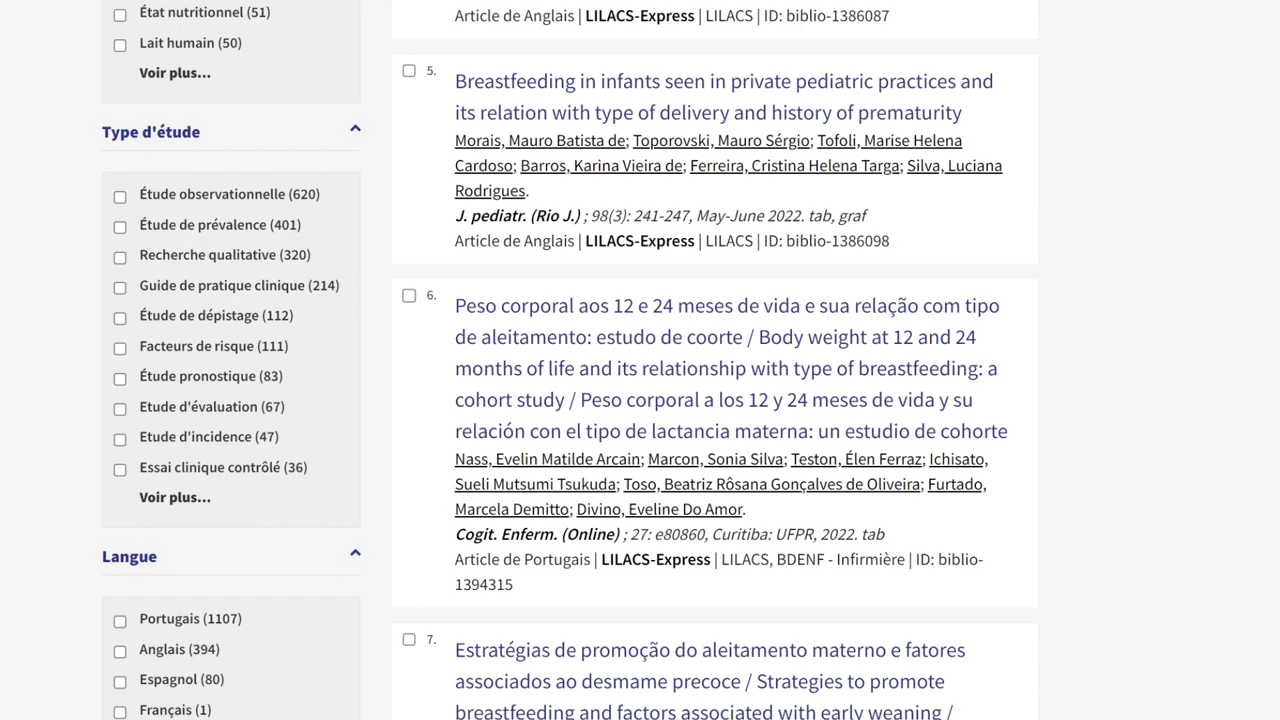 État nutritionnel (51)
Lait humain (50)
Voir plus...
Type d'étude
Étude observationnelle (620)
Étude de prévalence (401)
Recherche qualitative (320)
Guide de pratique clinique (214)
Étude de dépistage (112)
Facteurs de risque (111)
Étude pronostique (83)
Etude d'évaluation (67)
Etude d'incidence (47)
Essai clinique contrôlé (36)
Voir plus...
Langue
Portugais (1107)
Anglais (394)
Espagnol (80)
Français (1)
Article de Anglais | LILACS-Express | LILACS | ID: biblio-1386087
5.
Breastfeeding in infants seen in private pediatric practices and
its relation with type of delivery and history of prematurity
Morais, Mauro Batista de; Toporovski, Mauro Sérgio; Tofoli, Marise Helena
Cardoso; Barros, Karina Vieira de; Ferreira, Cristina Helena Targa; Silva, Luciana
Rodrigues.
J. pediatr. (Rio J.) ; 98(3): 241-247, May-June 2022. tab, graf
Article de Anglais | LILACS-Express | LILACS | ID: biblio-1386098
6.
Peso corporal aos 12 e 24 meses de vida e sua relação com tipo
de aleitamento: estudo de coorte / Body weight at 12 and 24
months of life and its relationship with type of breastfeeding: a
cohort study / Peso corporal a los 12 y 24 meses de vida y su
relación con el tipo de lactancia materna: un estudio de cohorte
Nass, Evelin Matilde Arcain; Marcon, Sonia Silva; Teston, Élen Ferraz; Ichisato,
Sueli Mutsumi Tsukuda; Toso, Beatriz Rôsana Gonçalves de Oliveira; Furtado,
Marcela Demitto; Divino, Eveline Do Amor.
Cogit. Enferm. (Online) ; 27: e80860, Curitiba: UFPR, 2022. tab
Article de Portugais | LILACS-Express | LILACS, BDENF - Infirmière | ID: biblio-
1394315
7.
Estratégias de promoção do aleitamento materno e fatores
associados ao desmame precoce / Strategies to promote
breastfeeding and factors associated with early weaning /